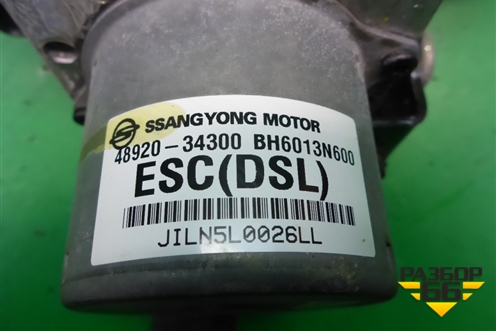 SSANGYONG MOTOR
48920-34300 BH6013N600
ESC(DSL)
JILN5L0026LL
РАЗБОР
66